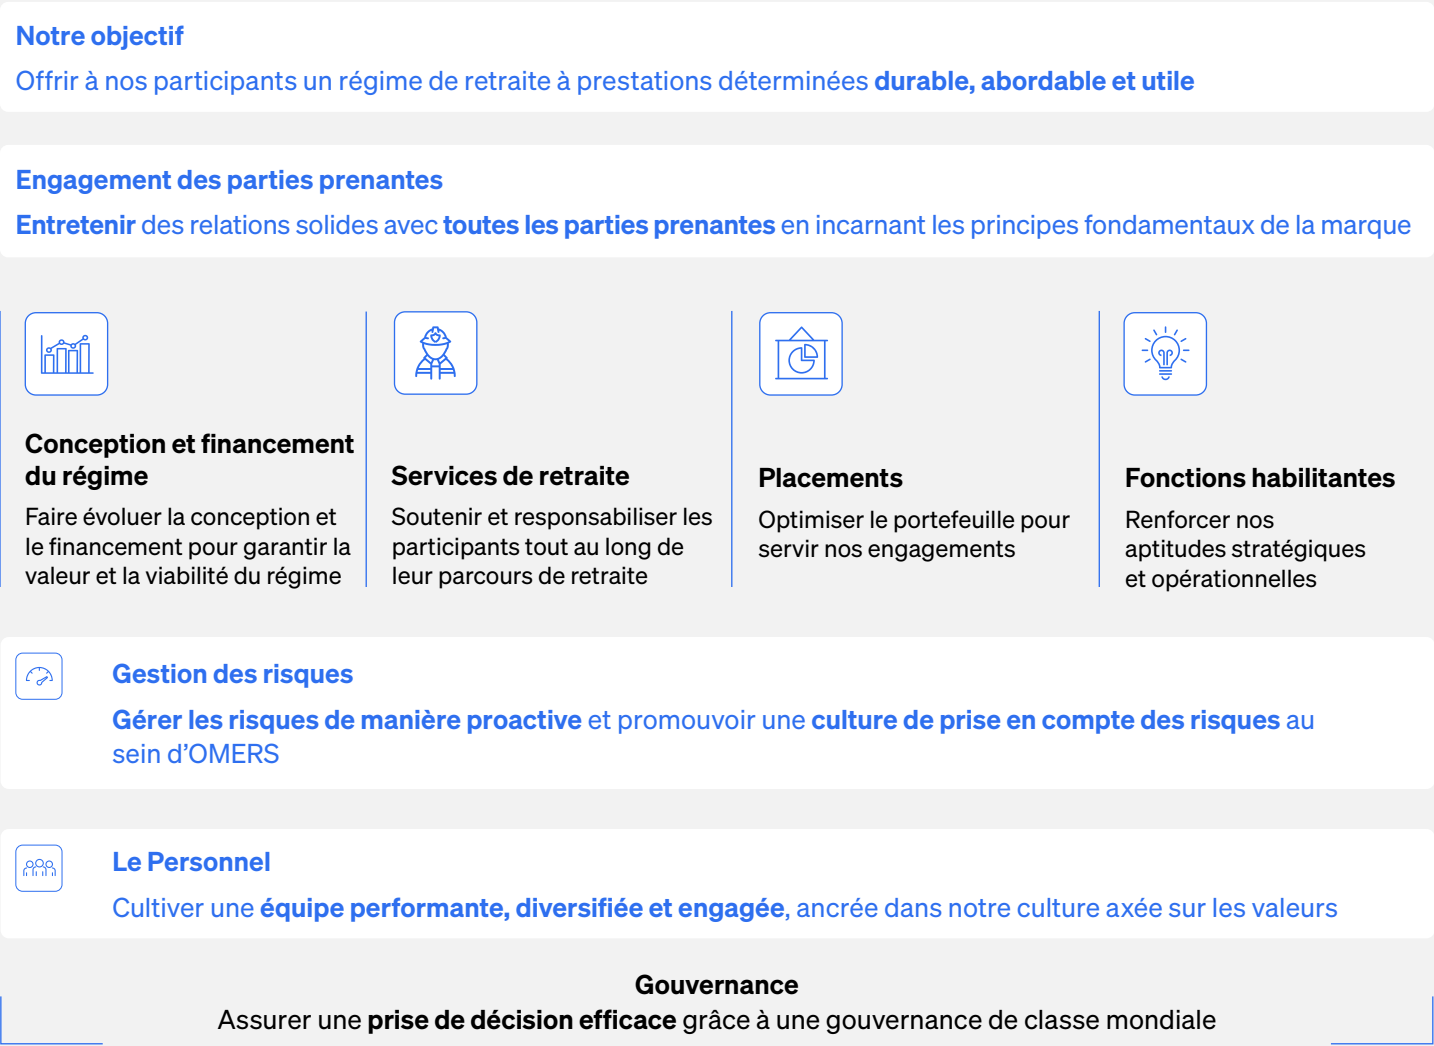 Notre objectif
Offrir à nos participants un régime de retraite à prestations déterminées durable, abordable et utile
Engagement des parties prenantes
Entretenir des relations solides avec toutes les parties prenantes en incarnant les principes fondamentaux de la marque
Conception et financement
du régime
Faire évoluer la conception et
le financement pour garantir la
valeur et la viabilité du régime
Services de retraite
Soutenir et responsabiliser les
participants tout au long de
leur parcours de retraite
Placements
Optimiser le portefeuille pour
servir nos engagements
Fonctions habilitantes
Renforcer nos
aptitudes stratégiques
et opérationnelles
Gestion des risques
Gérer les risques de manière proactive et promouvoir une culture de prise en compte des risques au
sein d’OMERS
Le Personnel
Cultiver une équipe performante, diversifiée et engagée, ancrée dans notre culture axée sur les valeurs
Gouvernance
Assurer une prise de décision efficace grâce à une gouvernance de classe mondiale